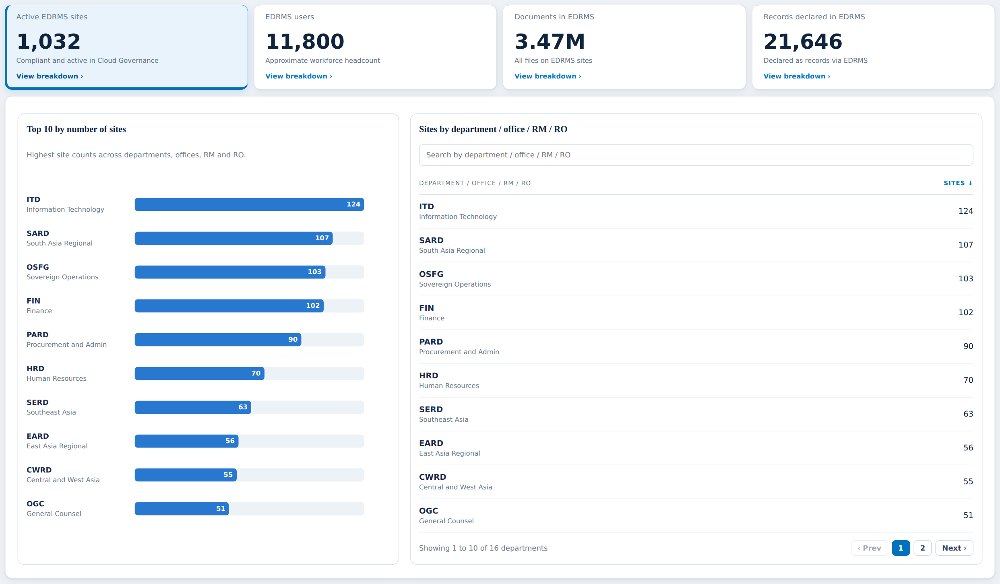 Active EDRMS sites
1,032
Compliant and active in Cloud Governance
View breakdown ›
EDRMS users
11,800
Approximate workforce headcount
View breakdown ›
Documents in EDRMS
3.47M
All files on EDRMS sites
View breakdown ›
Records declared in EDRMS
21,646
Declared as records via EDRMS
View breakdown ›
Top 10 by number of sites
Highest site counts across departments, offices, RM and RO.
ITD
Information Technology
124
SARD
South Asia Regional
107
OSFG
Sovereign Operations
103
FIN
Finance
102
PARD
Procurement and Admin
90
HRD
Human Resources
70
SERD
Southeast Asia
63
EARD
East Asia Regional
56
CWRD
Central and West Asia
55
OGC
General Counsel
51
Sites by department / office / RM / RO
Search by department / office / RM / RO
DEPARTMENT / OFFICE / RM / RO SITES ↓
ITD
Information Technology
124
SARD
South Asia Regional
107
OSFG
Sovereign Operations
103
FIN
Finance
102
PARD
Procurement and Admin
90
HRD
Human Resources
70
SERD
Southeast Asia
63
EARD
East Asia Regional
56
CWRD
Central and West Asia
55
OGC
General Counsel
51
Showing 1 to 10 of 16 departments ‹ Prev 1 2 Next ›